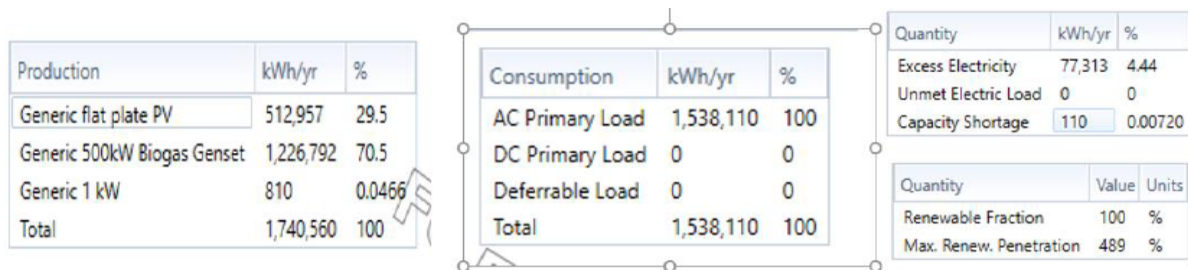 Production kWh/yr %
Generic flat plate PV 512,957 29.5
Generic 500kW Biogas Genset 1,226,792 70.5
Generic 1 kW 810 0.0466
Total 1,740,560 100
Consumption kWh/yr %
AC Primary Load 1,538,110 100
DC Primary Load 0 0
Deferrable Load 0 0
Total 1,538,110 100
Quantity kWh/yr %
Excess Electricity 77,313 4.44
Unmet Electric Load 0 0
Capacity Shortage 110 0.00720
Quantity Value Units
Renewable Fraction 100 %
Max. Renew. Penetration 489 %